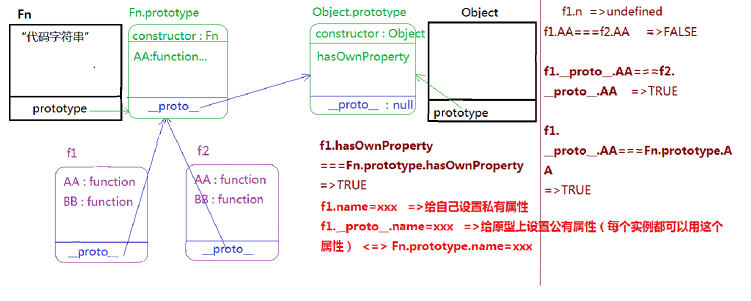 Fn
"代码字符串"
prototype
Fn.prototype
constructor : Fn
AA:function...
__proto__
Object.prototype
constructor : Object
hasOwnProperty
__proto__ : null
Object
prototype
f1
AA : function
BB : function
__proto__
f2
AA : function
BB : function
__proto__
f1.hasOwnProperty
===Fn.prototype.hasOwnProperty
=>TRUE
f1.name=xxx =>给自己设置私有属性
f1.__proto__.name=xxx =>给原型上设置公有属性（每个实例都可以用这个
属性） <=> Fn.prototype.name=xxx
f1.n =>undefined
f1.AA===f2.AA =>FALSE
f1.__proto__.AA===f2.
__proto__.AA =>TRUE
f1.
__proto__.AA===Fn.prototype.A
A
=>TRUE